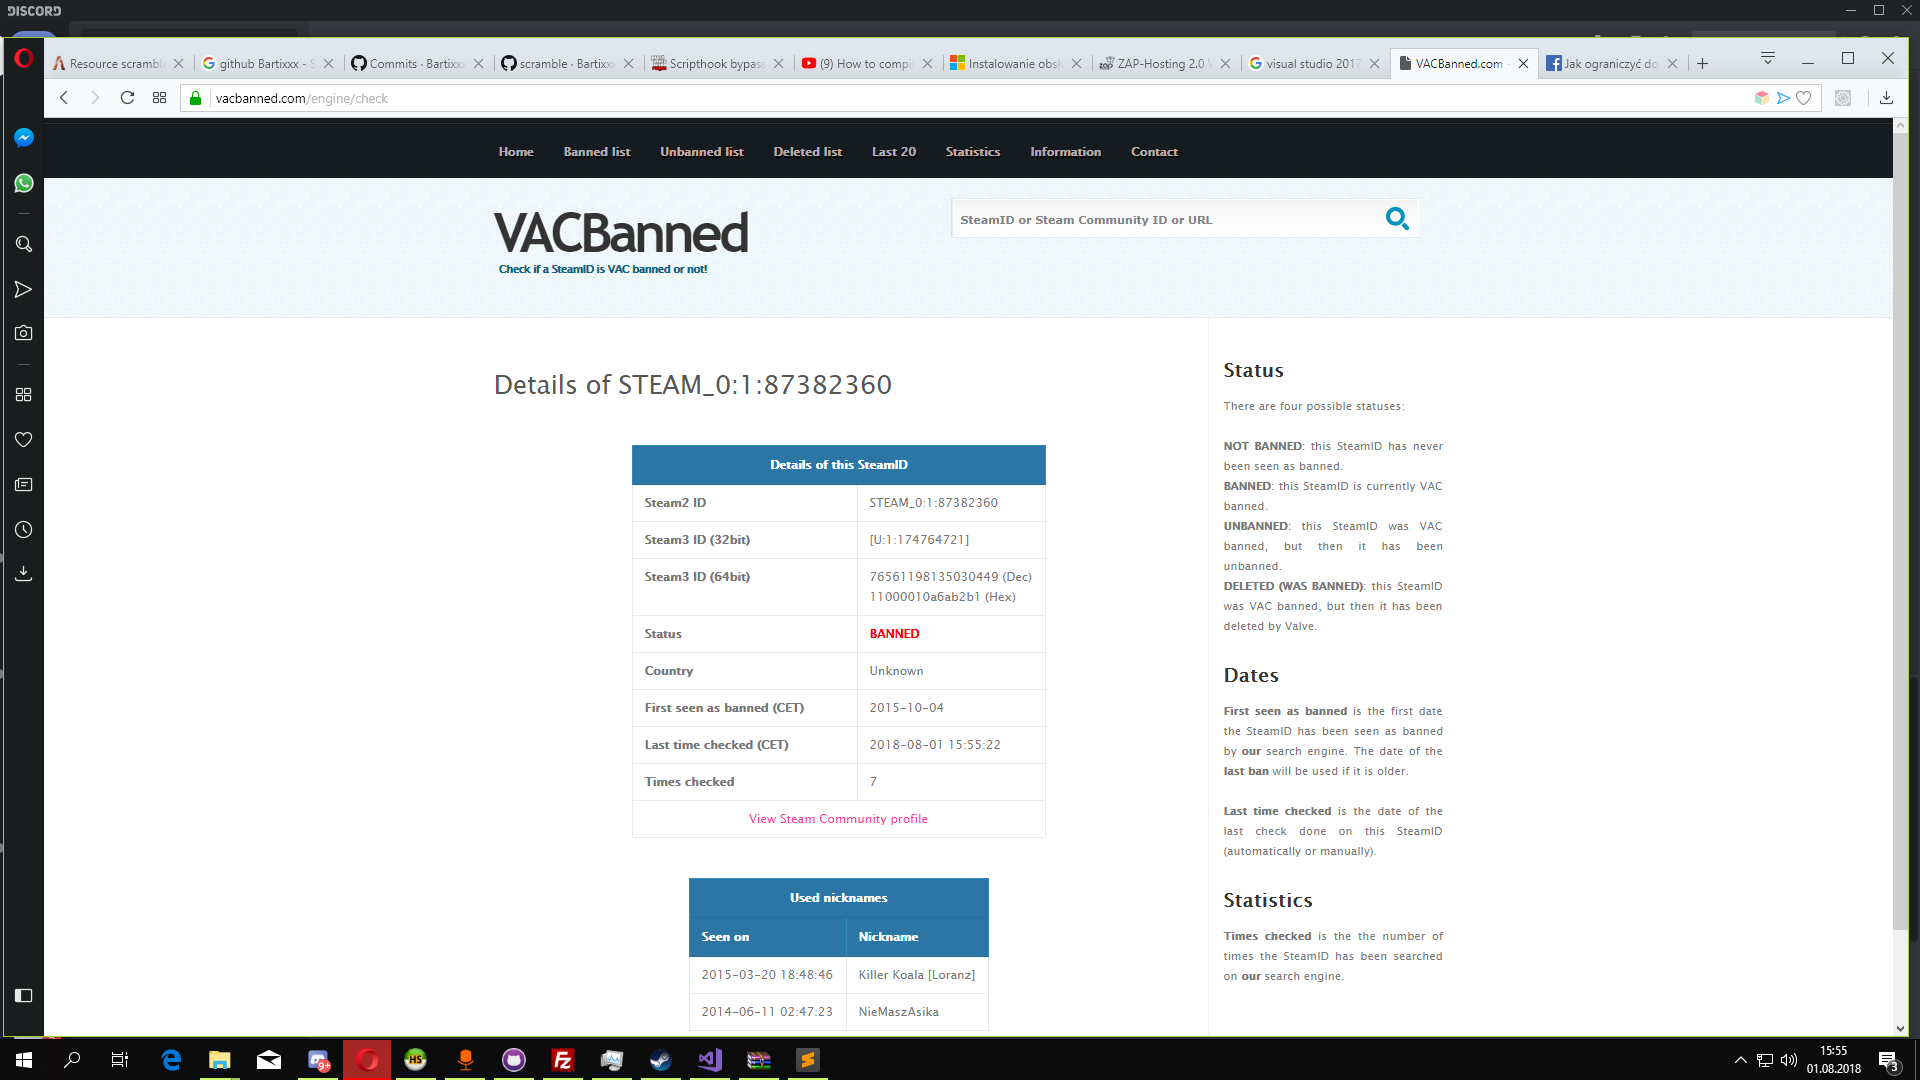 DISCORD
Resource scramble
github Bartixxx - S
Commits · Bartixxx
scramble · Bartixxx
Scripthook bypass
(9) How to compil
Instalowanie obsł
ZAP-Hosting 2.0 V
visual studio 2017
VACBanned.com -
Jak ograniczyć do
vacbanned.com/engine/check
Home
Banned list
Unbanned list
Deleted list
Last 20
Statistics
Information
Contact
VACBanned
Check if a SteamID is VAC banned or not!
SteamID or Steam Community ID or URL
Details of STEAM_0:1:87382360
Details of this SteamID
Steam2 ID STEAM_0:1:87382360
Steam3 ID (32bit) [U:1:174764721]
Steam3 ID (64bit) 76561198135030449 (Dec)
11000010a6ab2b1 (Hex)
Status BANNED
Country Unknown
First seen as banned (CET) 2015-10-04
Last time checked (CET) 2018-08-01 15:55:22
Times checked 7
View Steam Community profile
Used nicknames
Seen on Nickname
2015-03-20 18:48:46 Killer Koala [Loranz]
2014-06-11 02:47:23 NieMaszAsika
Status
There are four possible statuses:
NOT BANNED: this SteamID has never
been seen as banned.
BANNED: this SteamID is currently VAC
banned.
UNBANNED: this SteamID was VAC
banned, but then it has been
unbanned.
DELETED (WAS BANNED): this SteamID
was VAC banned, but then it has been
deleted by Valve.
Dates
First seen as banned is the first date
the SteamID has been seen as banned
by our search engine. The date of the
last ban will be used if it is older.
Last time checked is the date of the
last check done on this SteamID
(automatically or manually).
Statistics
Times checked is the the number of
times the SteamID has been searched
on our search engine.
9+
HS
Fz
15:55
01.08.2018
3